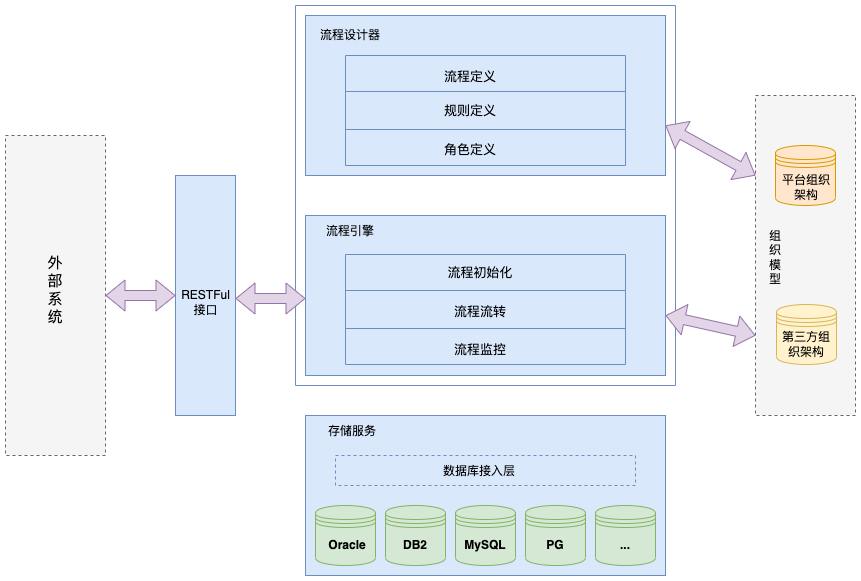 流程设计器
流程定义
规则定义
角色定义
外
部
系
统
RESTFul
接口
流程引擎
流程初始化
流程流转
流程监控
平台组织
架构
组
织
模
型
第三方组
织架构
存储服务
数据库接入层
Oracle
DB2
MySQL
PG
...